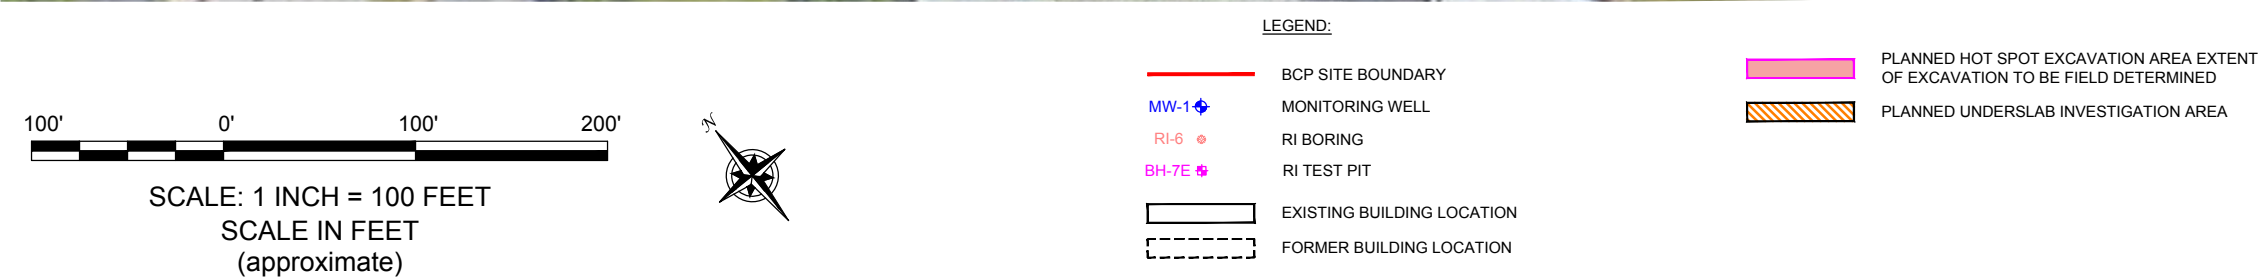 LEGEND:
100' 0' 100' 200'
SCALE: 1 INCH = 100 FEET
SCALE IN FEET
(approximate)
N
BCP SITE BOUNDARY
MW-1 MONITORING WELL
RI-6 RI BORING
BH-7E RI TEST PIT
EXISTING BUILDING LOCATION
FORMER BUILDING LOCATION
PLANNED HOT SPOT EXCAVATION AREA EXTENT
OF EXCAVATION TO BE FIELD DETERMINED
PLANNED UNDERSLAB INVESTIGATION AREA